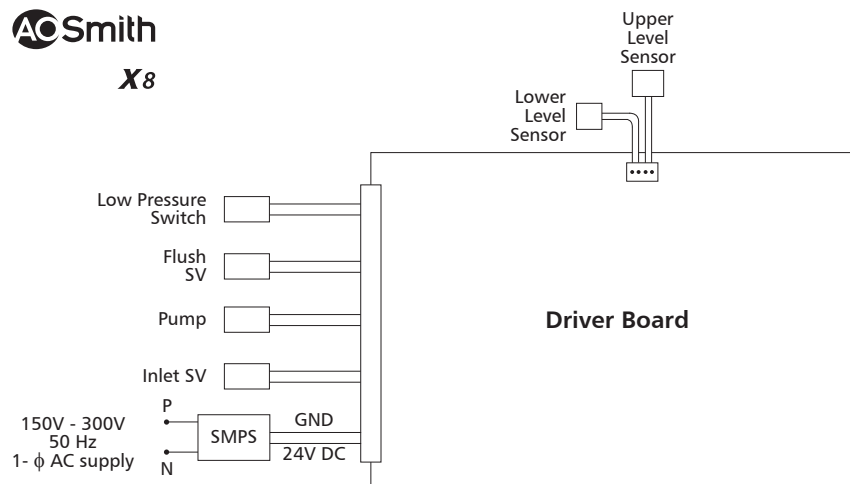 AOSmith
X8
Upper
Level
Sensor
Lower
Level
Sensor
Low Pressure
Switch
Flush
SV
Pump
Driver Board
Inlet SV
P
150V - 300V
50 Hz
1- ϕ AC supply
N
SMPS
GND
24V DC